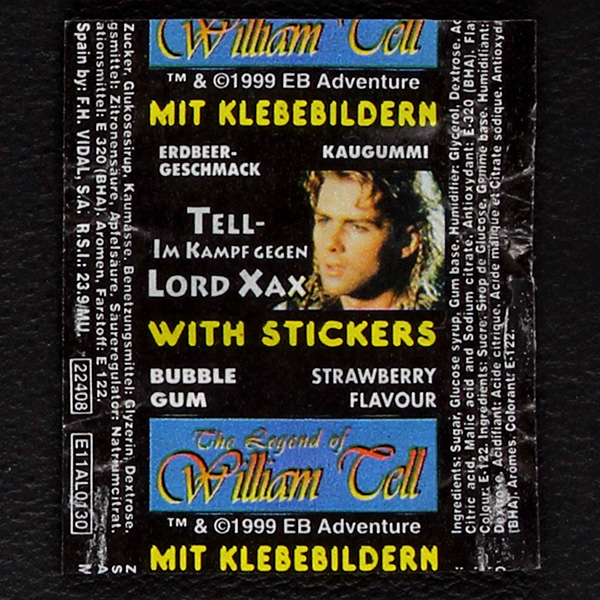 William Tell
™ & ©1999 EB Adventure
MIT KLEBEBILDERN
ERDBEER-
GESCHMACK
KAUGUMMI
TELL-
IM KAMPF GEGEN
LORD XAX
WITH STICKERS
BUBBLE
GUM
STRAWBERRY
FLAVOUR
The Legend of
William Tell
™ & ©1999 EB Adventure
MIT KLEBEBILDERN
Zucker, Glukosesirup, Kaumasse, Benetzungsmittel: Glyzerin, Dextrose.
gsmittel: Zitronensäure, Apfelsäure. Säureregulator: Natriumcitrat.
ationsmittel: E 320 (BHA). Aromen, Farstoff: E 122.
Spain by: F.H. VIDAL, S.A. R.S.I.: 23.9/MU.
22408
E11AL0130
Ingredients: Sugar, Glucose syrup, Gum base. Humidifier: Glycerol, Dextrose. Ac
Citric acid, Malic acid and Sodium citrate. Antioxydant: E-320 (BHA). Fla
Colour: E-122. Ingredients: Sucre, Sirop de Glucose, Gomme base. Humidifiant:
Dextrose. Acidifiant: Acide citrique, Acide malique et Citrate sodique. Antioxyda
(BHA). Arômes. Colorant: E-122.